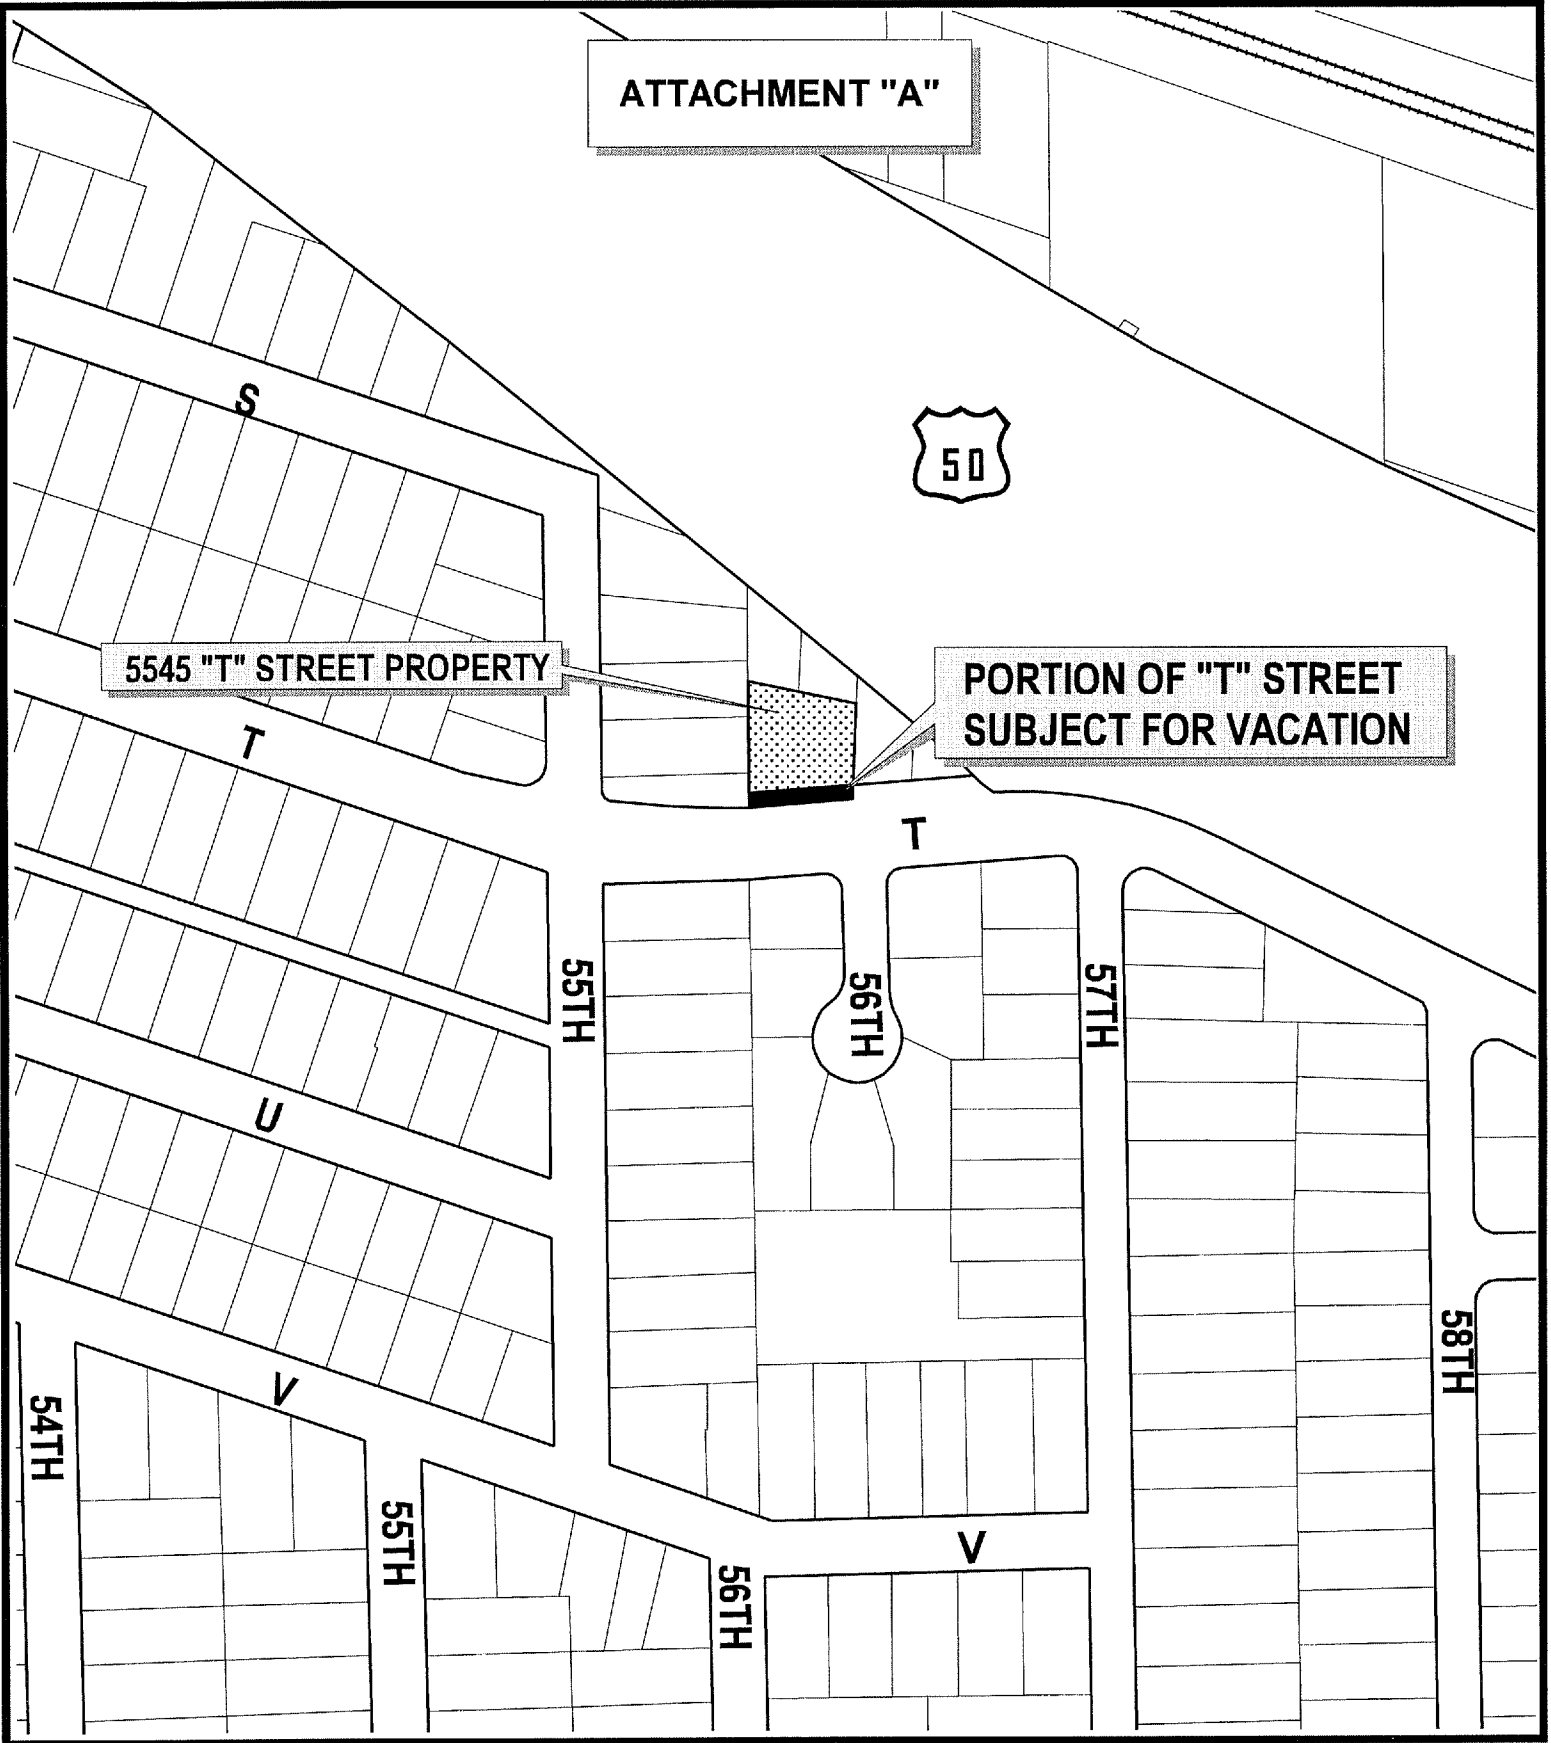 ATTACHMENT "A"
S
50
5545 "T" STREET PROPERTY
PORTION OF "T" STREET
SUBJECT FOR VACATION
T
T
55TH
56TH
57TH
U
58TH
V
54TH
55TH
V
56TH